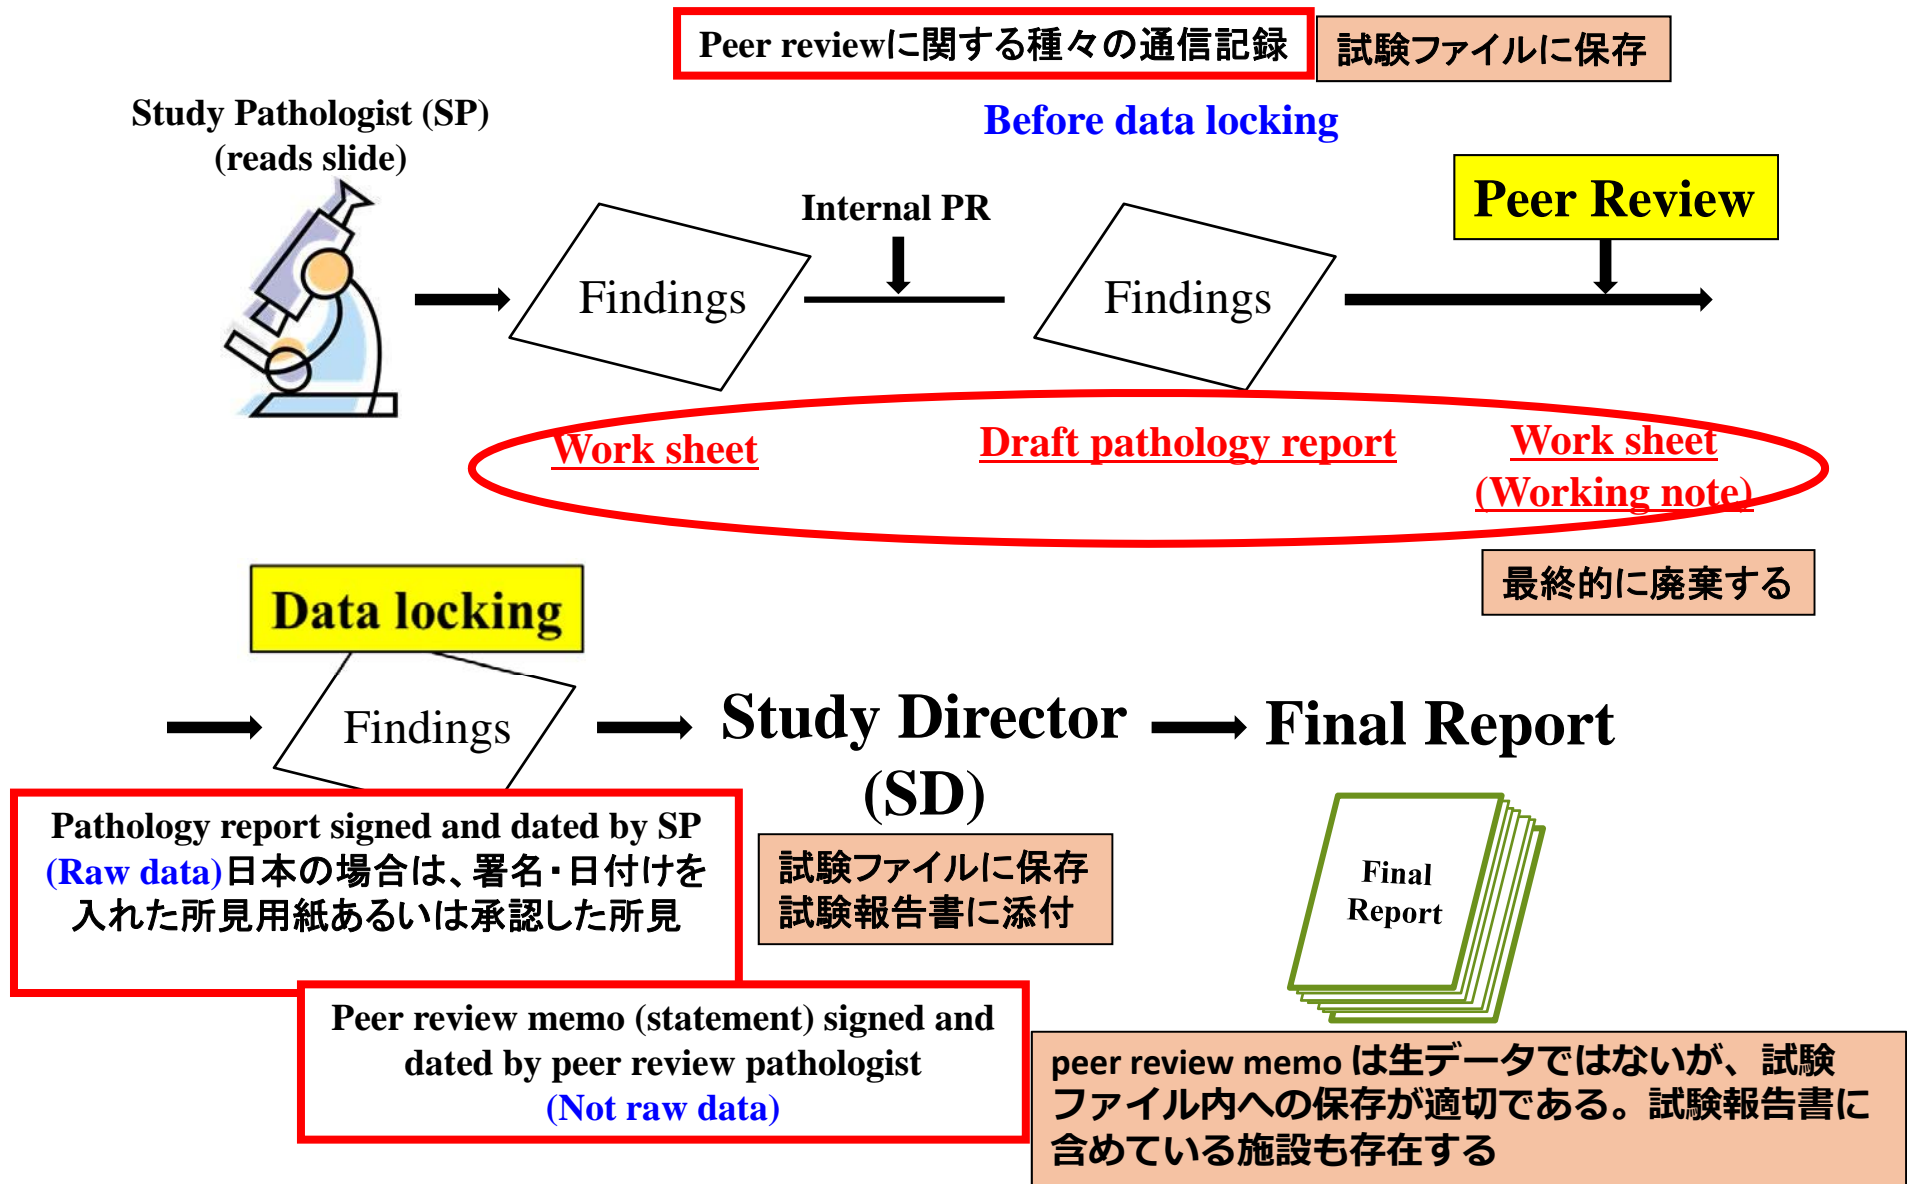 Peer reviewに関する種々の通信記録
試験ファイルに保存
Study Pathologist (SP)
(reads slide)
Before data locking
Peer Review
Internal PR
Findings
Findings
Work sheet
Draft pathology report
Work sheet
(Working note)
最終的に廃棄する
Data locking
Findings
Study Director
(SD)
Final Report
Pathology report signed and dated by SP
(Raw data)日本の場合は、署名・日付けを
入れた所見用紙あるいは承認した所見
試験ファイルに保存
試験報告書に添付
Final
Report
Peer review memo (statement) signed and
dated by peer review pathologist
(Not raw data)
peer review memo は生データではないが、試験
ファイル内への保存が適切である。試験報告書に
含めている施設も存在する